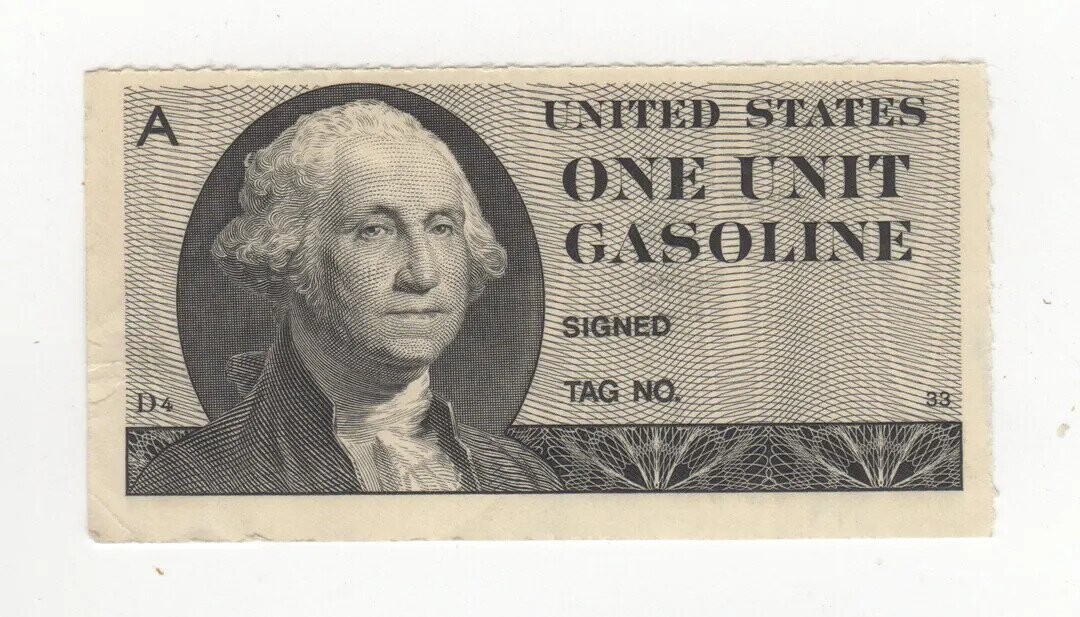 A
UNITED STATES
ONE UNIT
GASOLINE
SIGNED
TAG NO.
D4
33